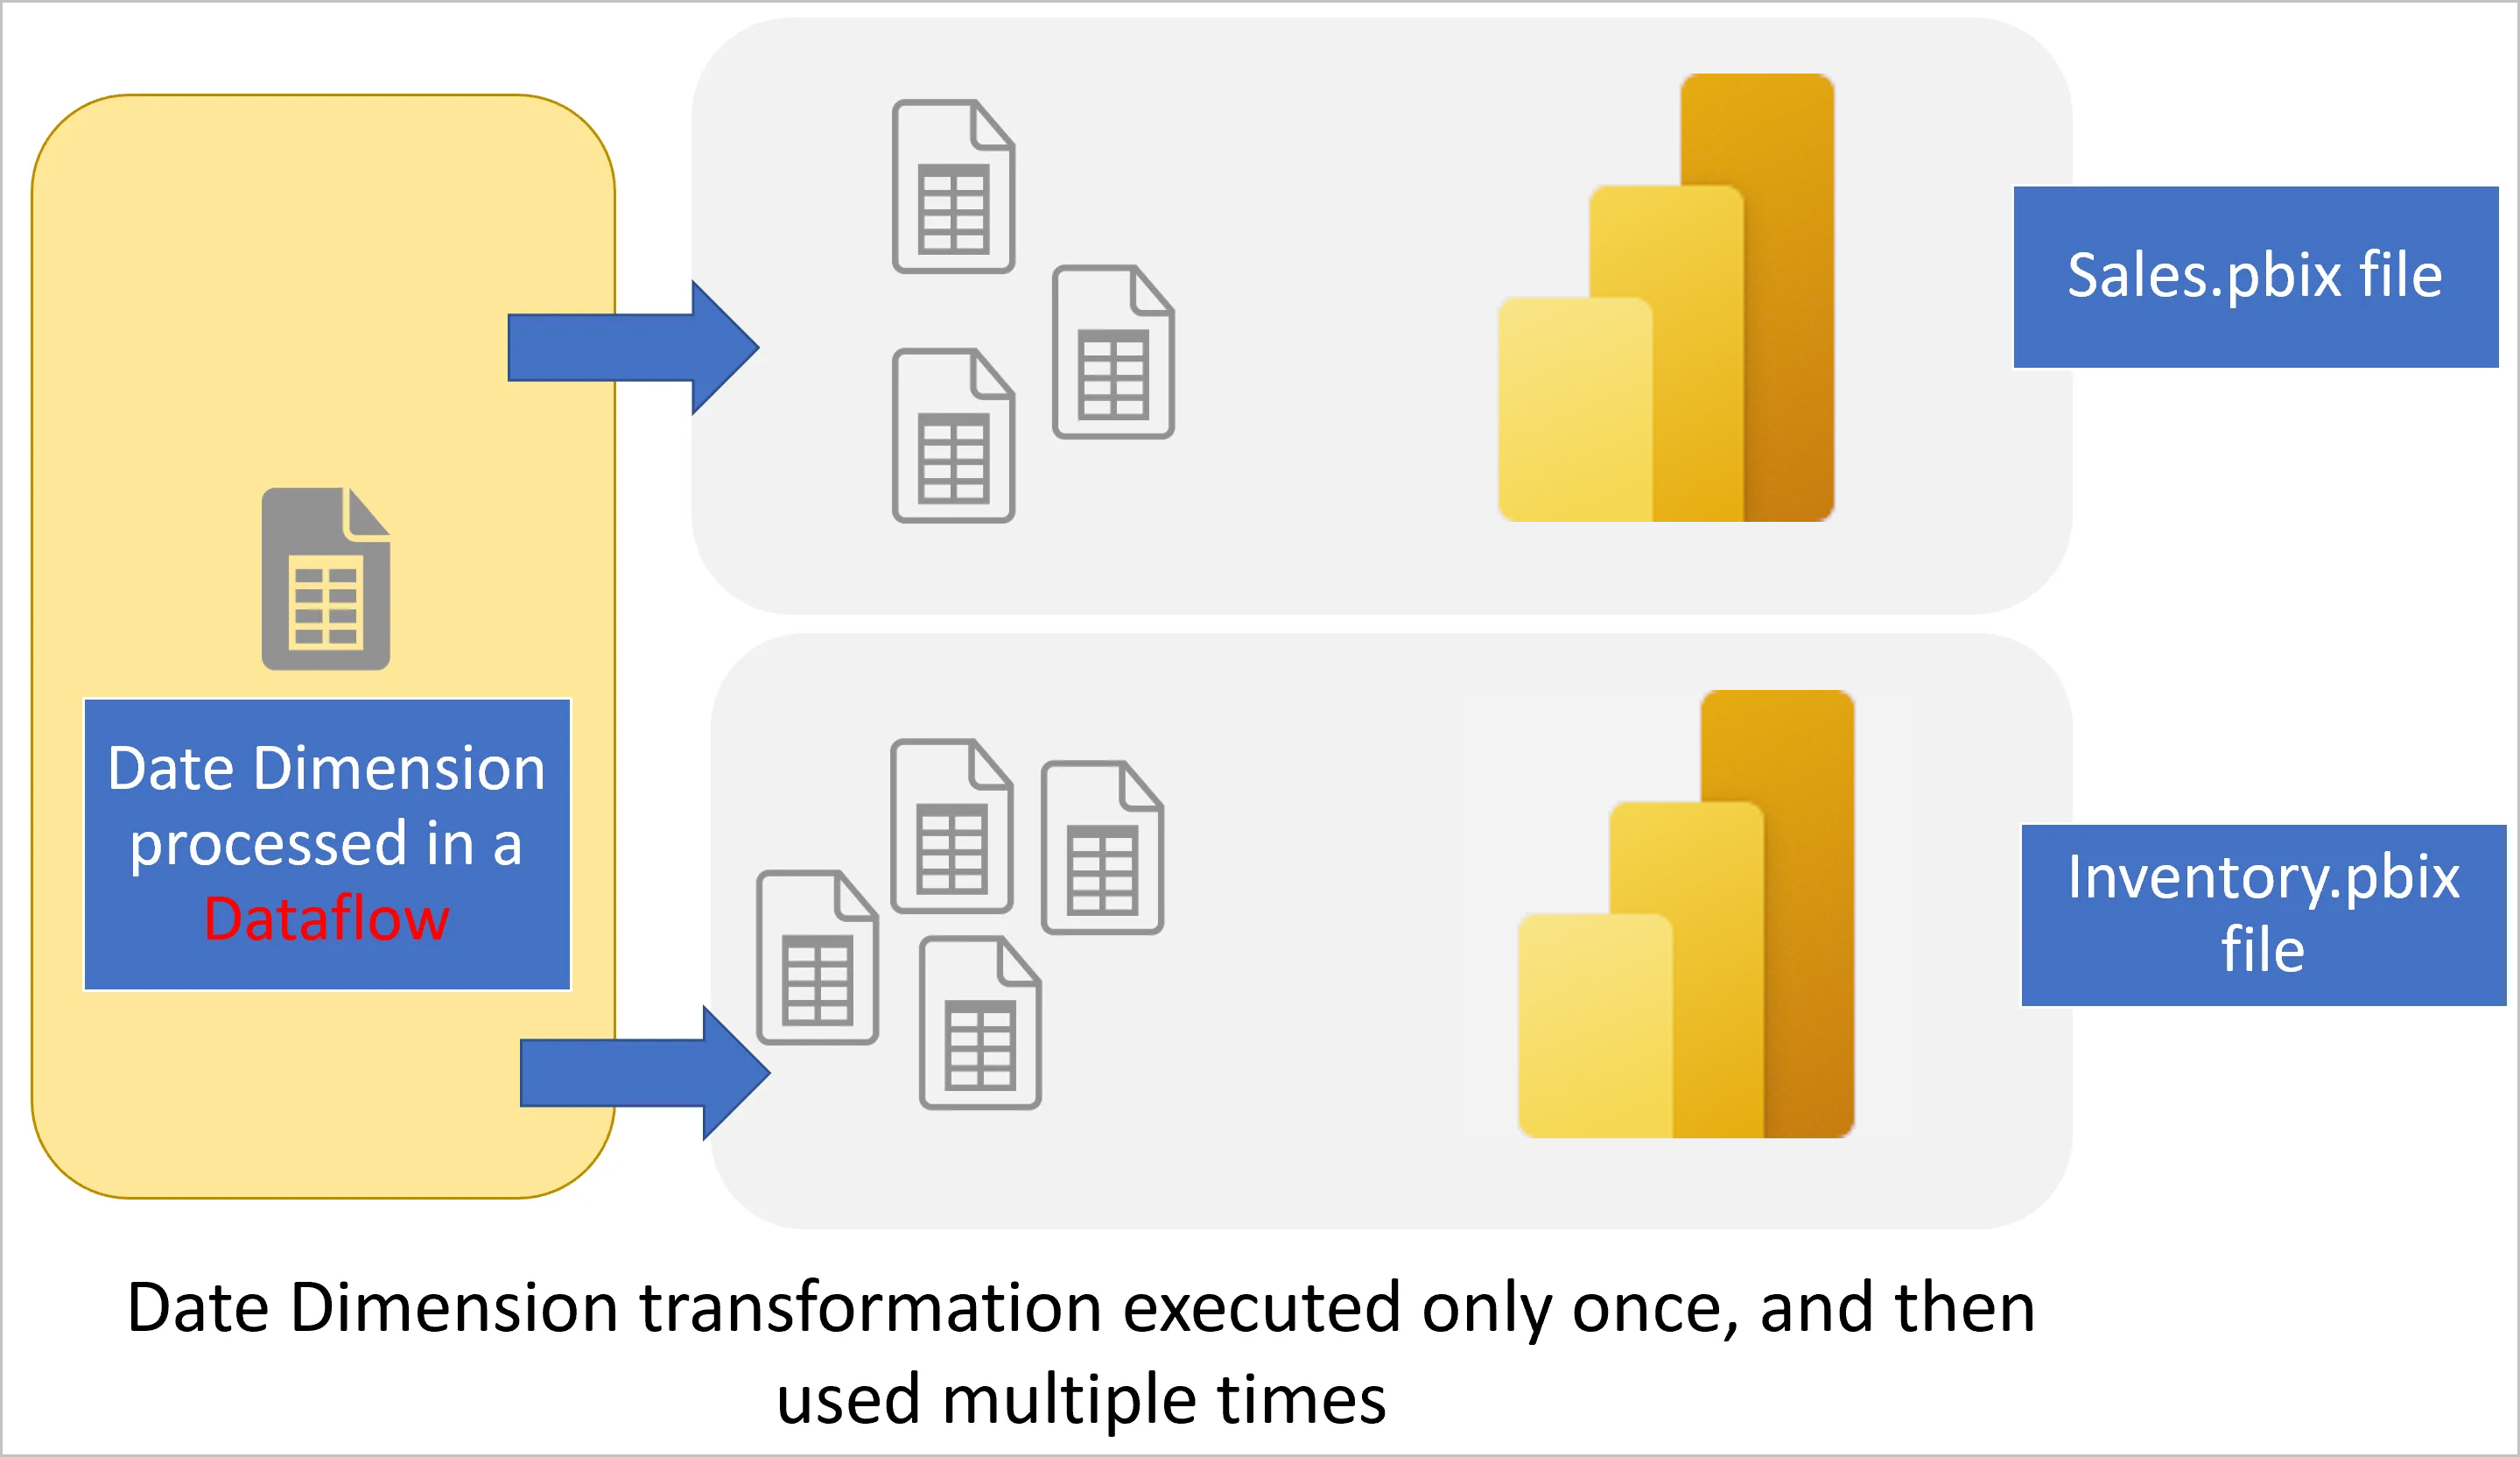 Sales.pbix file
Date Dimension
processed in a
Dataflow
Inventory.pbix
file
Date Dimension transformation executed only once, and then
used multiple times